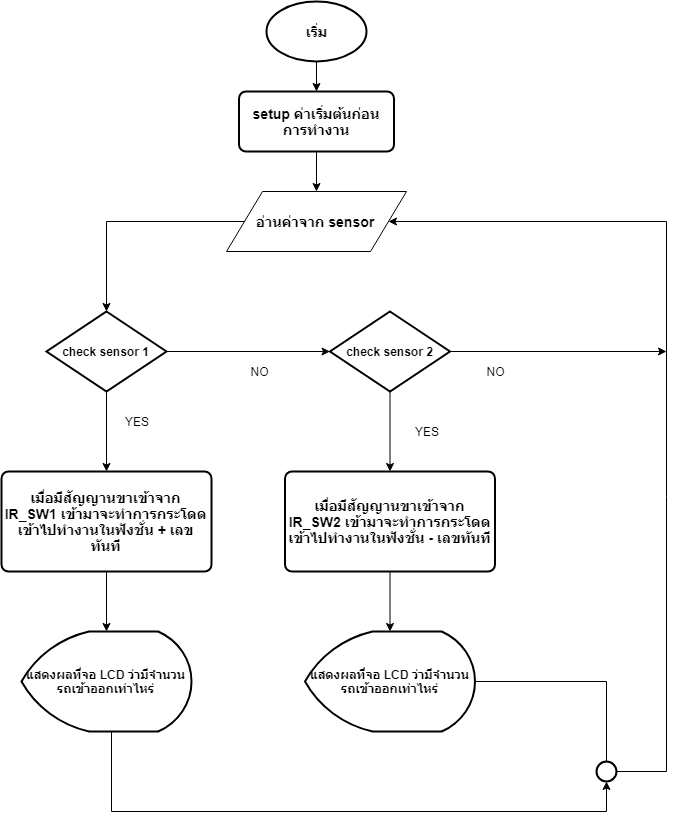 เริ่ม
setup ค่าเริ่มต้นก่อน
การทำงาน
อ่านค่าจาก sensor
check sensor 1
NO
check sensor 2
NO
YES
YES
เมื่อมีสัญญานขาเข้าจาก
IR_SW1 เข้ามาจะทำการกระโดด
เข้าไปทำงานในฟังชั่น + เลข
ทันที
เมื่อมีสัญญานขาเข้าจาก
IR_SW2 เข้ามาจะทำการกระโดด
เข้าไปทำงานในฟังชั่น - เลขทันที
แสดงผลที่จอ LCD ว่ามีจำนวน
รถเข้าออกเท่าไหร่
แสดงผลที่จอ LCD ว่ามีจำนวน
รถเข้าออกเท่าไหร่